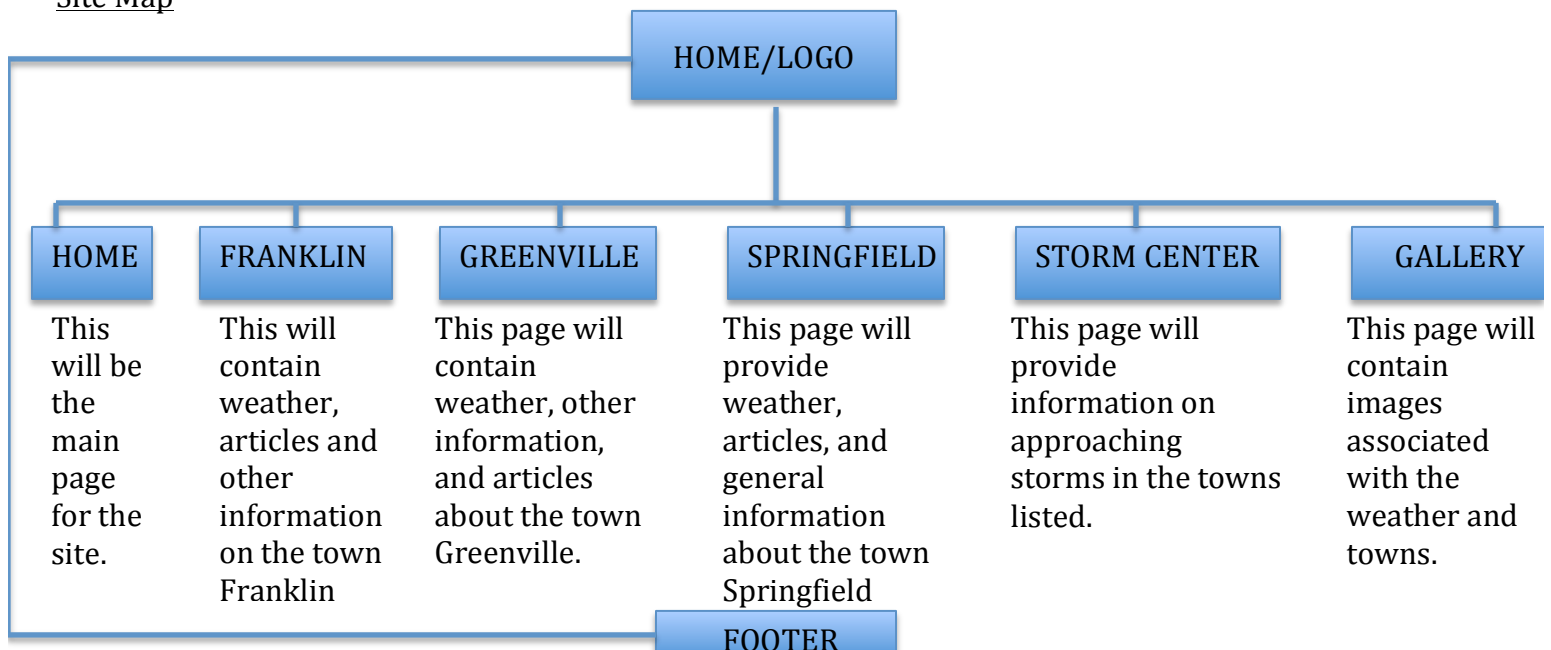 Site Map
HOME/LOGO
HOME
FRANKLIN
GREENVILLE
SPRINGFIELD
STORM CENTER
GALLERY
This
will be
the
main
page
for the
site.
This will
contain
weather,
articles and
other
information
on the town
Franklin
This page will
contain
weather, other
information,
and articles
about the town
Greenville.
This page will
provide
weather,
articles, and
general
information
about the town
Springfield
This page will
provide
information on
approaching
storms in the towns
listed.
This page will
contain
images
associated
with the
weather and
towns.
FOOTER